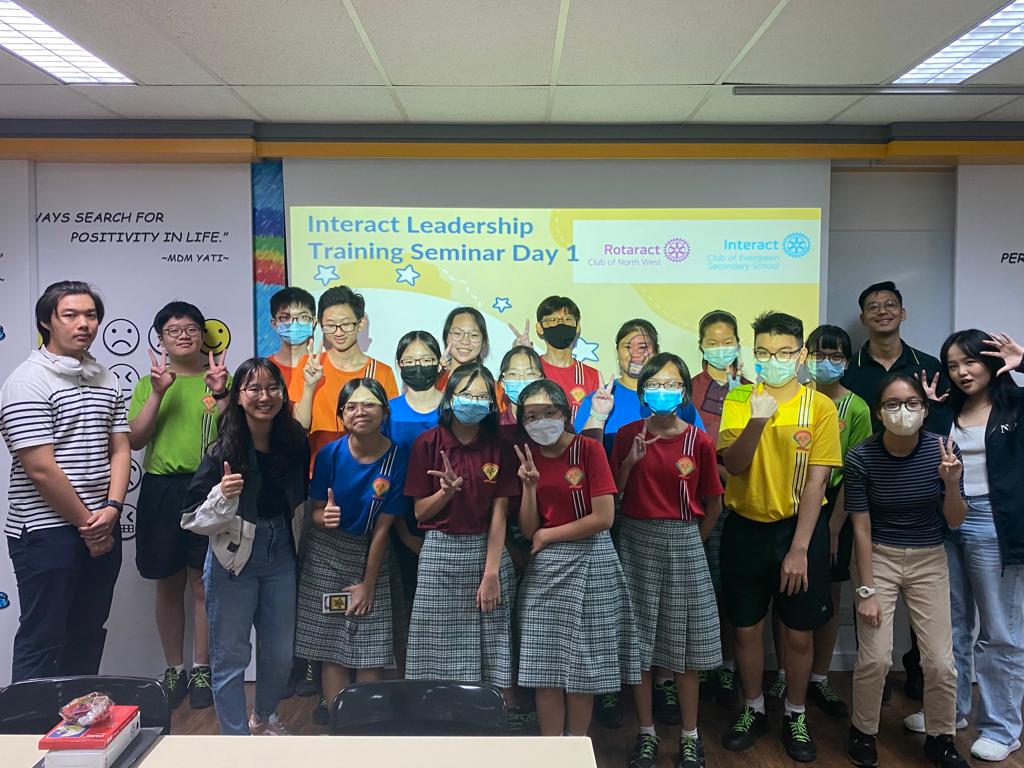 WAYS SEARCH FOR
POSITIVITY IN LIFE."
~MDM YATI~
Interact Leadership
Training Seminar Day 1
Rotaract
Club of North West
Interact
Club of Evergreen
Secondary School
PER